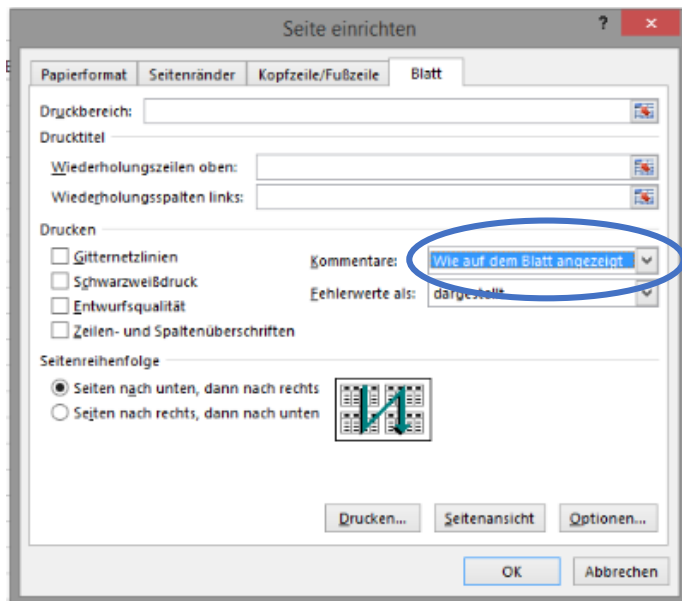 Seite einrichten
?
Papierformat Seitenränder Kopfzeile/Fußzeile Blatt
Druckbereich:
Drucktitel
Wiederholungszeilen oben:
Wiederholungsspalten links:
Drucken
Gitternetzlinien Kommentare: Wie auf dem Blatt angezeigt
Schwarzweißdruck Fehlerwerte als: dargestellt
Entwurfsqualität
Zeilen- und Spaltenüberschriften
Seitenreihenfolge
Seiten nach unten, dann nach rechts
Seiten nach rechts, dann nach unten
Drucken... Seitenansicht Optionen...
OK Abbrechen